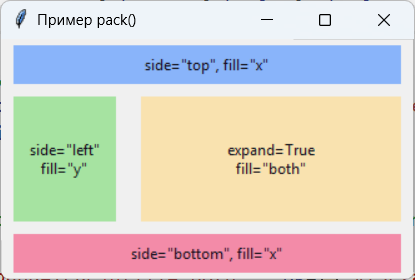 Пример pack()
side="top", fill="x"
side="left"
fill="y"
expand=True
fill="both"
side="bottom", fill="x"